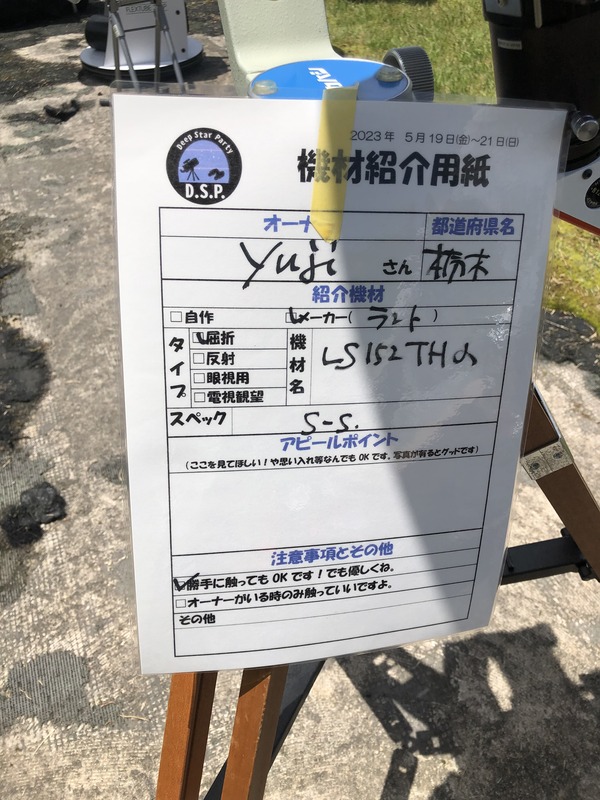 FLEXTUBE
Deep Star Party
D.S.P.
2023年 5月19日(金)～21日(日)
機材紹介用紙
オーナ
都道府県名
yuji さん
栃木
紹介機材
□自作 □メーカー( ラント )
タイプ
□屈折
□反射
□眼視用
□電視観望
機材名
LS152THα
スペック
S-S.
アピールポイント
(ここを見てほしい！や思い入れ等なんでもOKです。写真が有るとグッドです)
注意事項とその他
□勝手に触ってもOKです！でも優しくね。
□オーナーがいる時のみ触っていいですよ。
その他